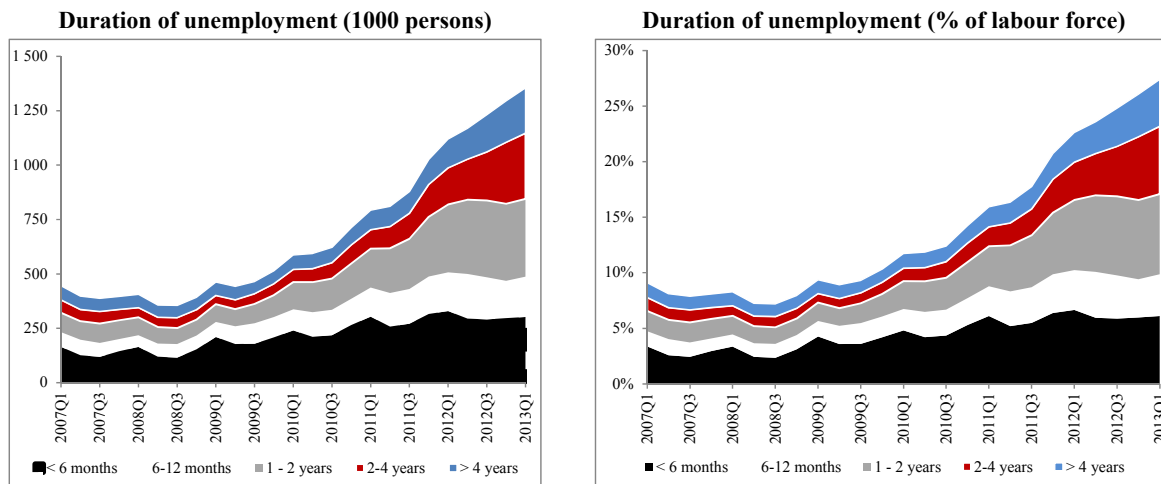 Duration of unemployment (1000 persons)
1 500
1 250
1 000
750
500
250
0
2007Q1
2007Q3
2008Q1
2008Q3
2009Q1
2009Q3
2010Q1
2010Q3
2011Q1
2011Q3
2012Q1
2012Q3
2013Q1
< 6 months 6-12 months 1 - 2 years 2-4 years > 4 years
Duration of unemployment (% of labour force)
30%
25%
20%
15%
10%
5%
0%
2007Q1
2007Q3
2008Q1
2008Q3
2009Q1
2009Q3
2010Q1
2010Q3
2011Q1
2011Q3
2012Q1
2012Q3
2013Q1
< 6 months 6-12 months 1 - 2 years 2-4 years > 4 years